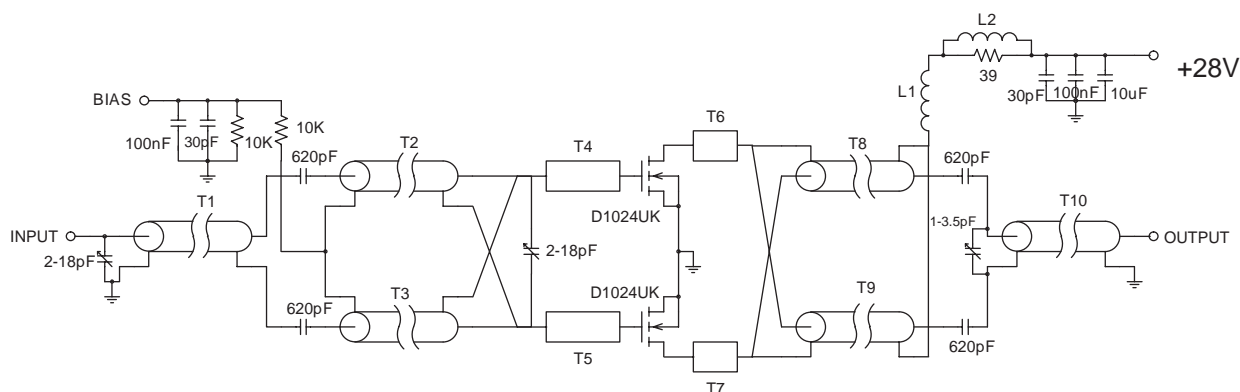 L2
39
+28V
L1
30pF
100nF
10uF
BIAS
100nF
30pF
10K
10K
620pF
T2
T4
T6
T8
620pF
T1
INPUT
2-18pF
D1024UK
2-18pF
1-3.5pF
T10
OUTPUT
620pF
T3
D1024UK
T5
T7
T9
620pF